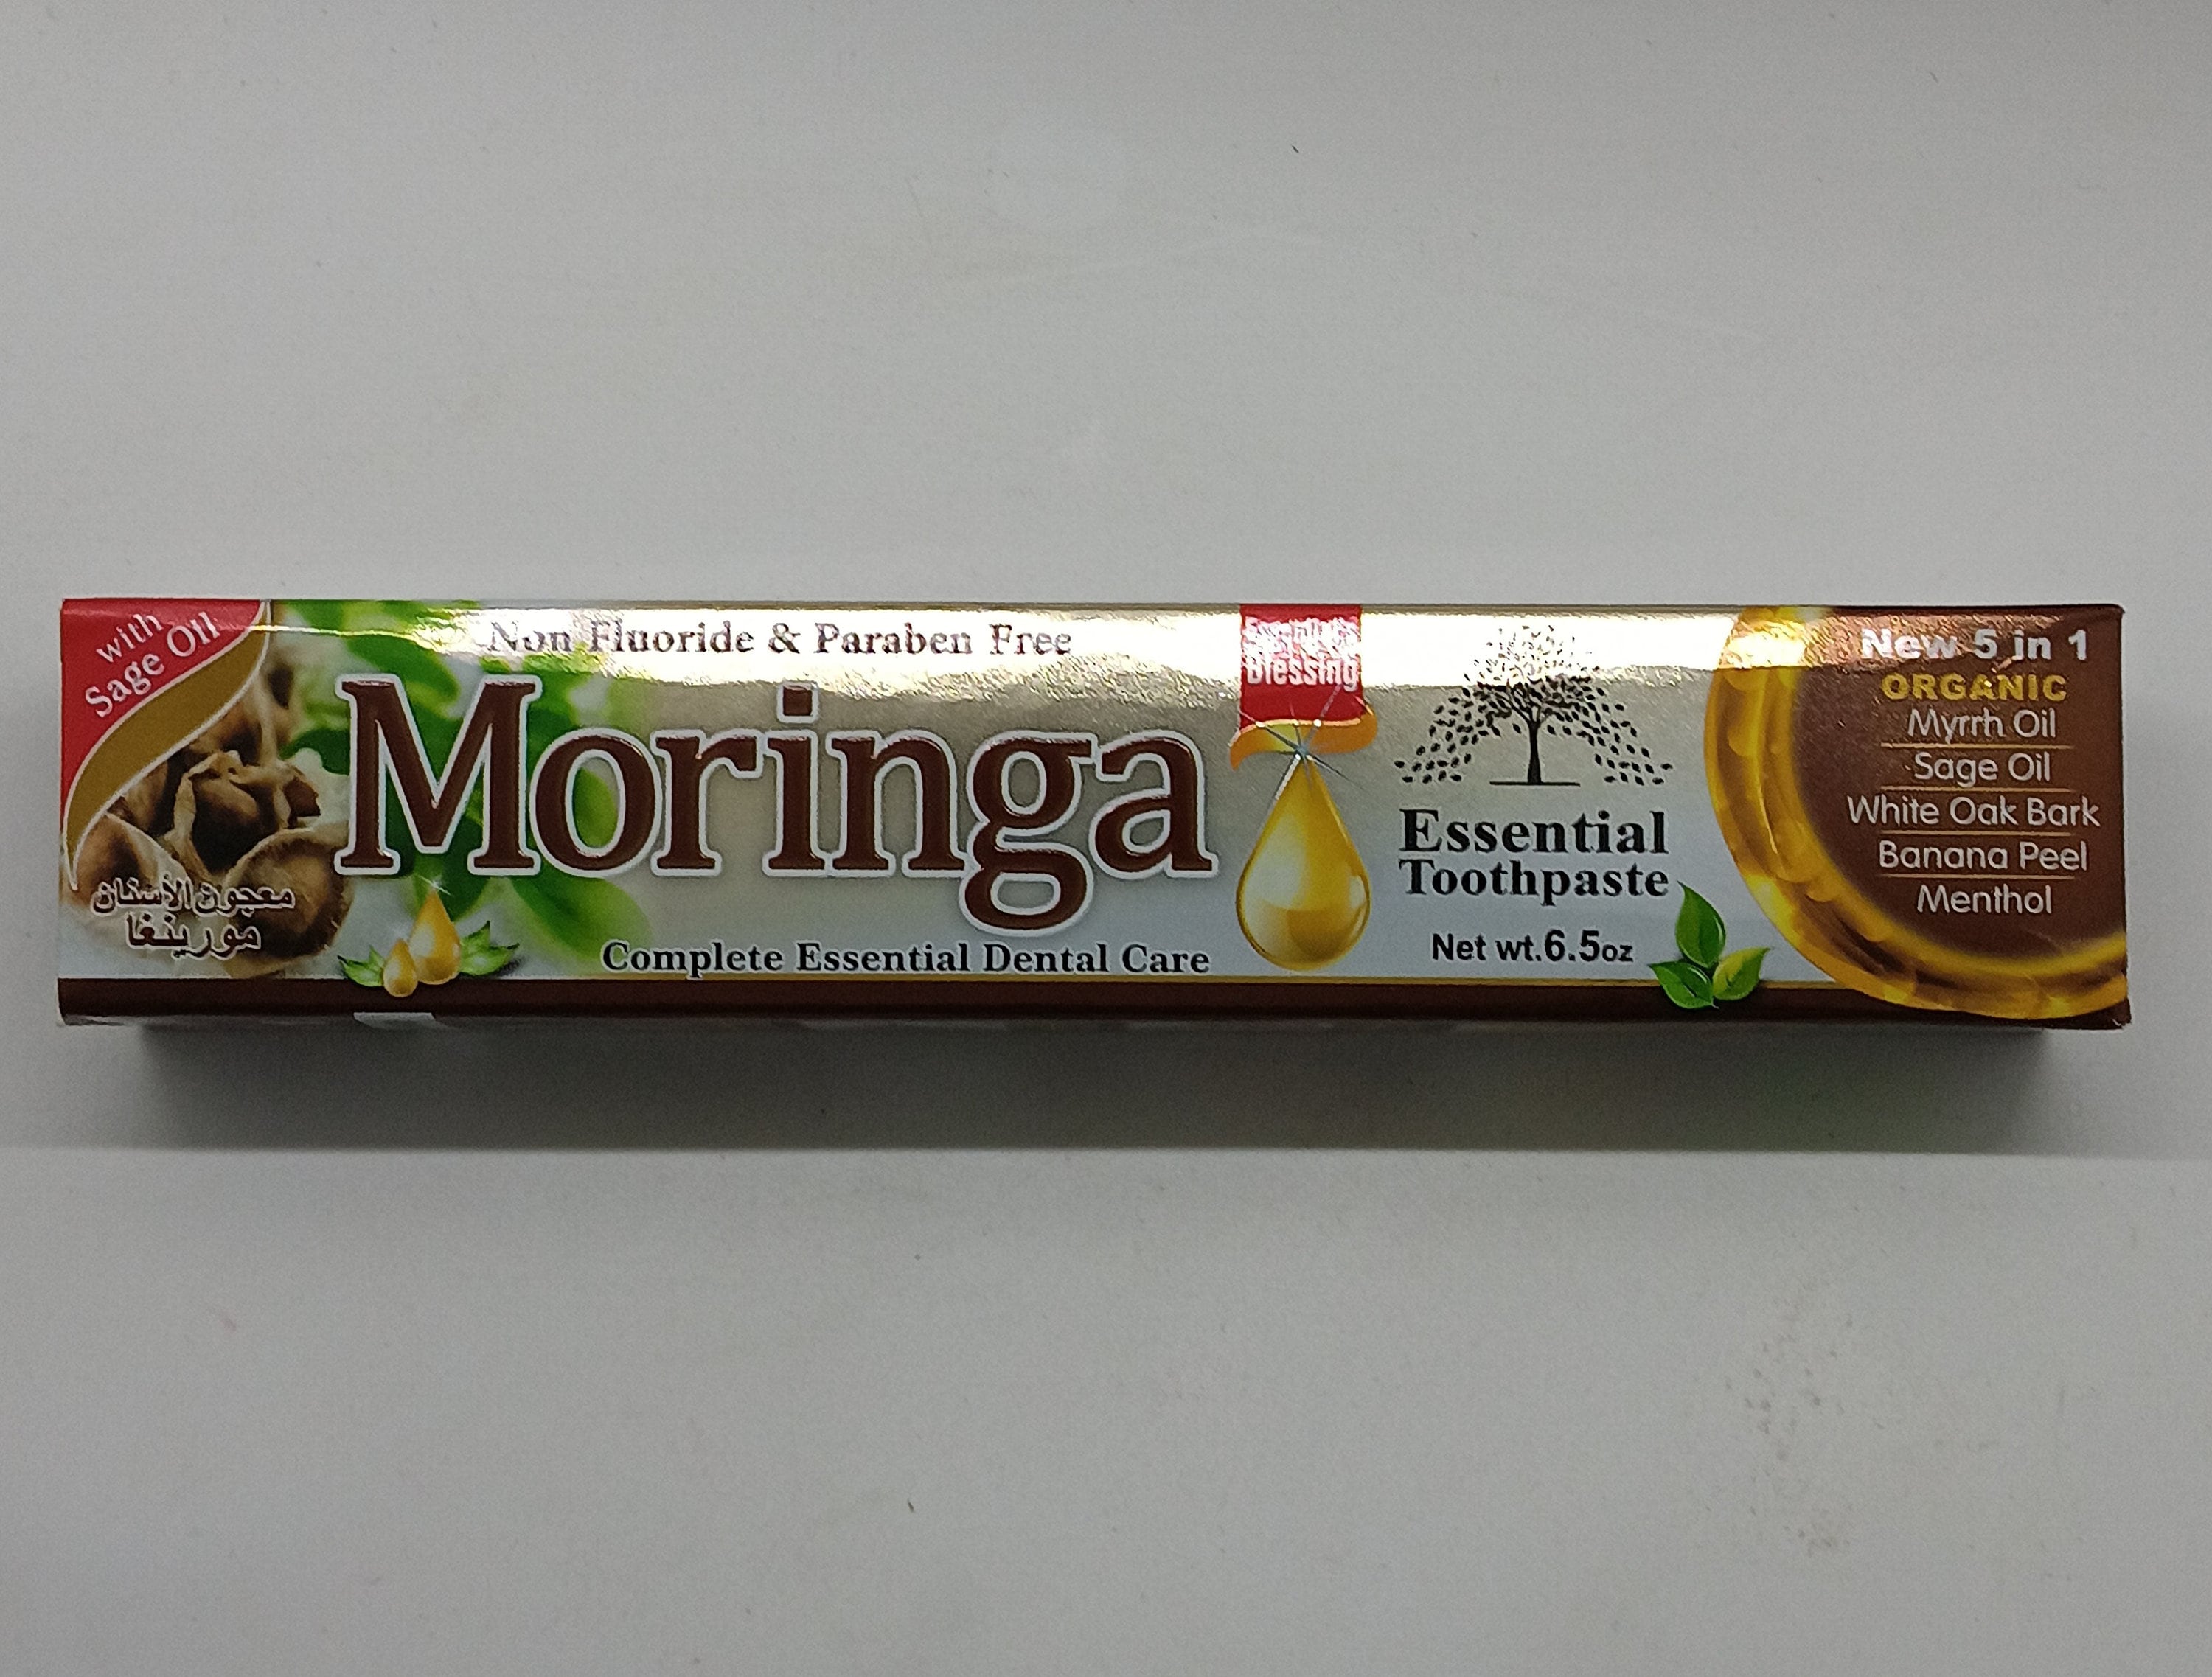 with
Sage Oil
معجون الأسنان
مورينغا
Non Fluoride & Paraben Free
Moringa
Complete Essential Dental Care
Blessing
Essential
Toothpaste
Net wt.6.5oz
New 5 in 1
ORGANIC
Myrrh Oil
Sage Oil
White Oak Bark
Banana Peel
Menthol